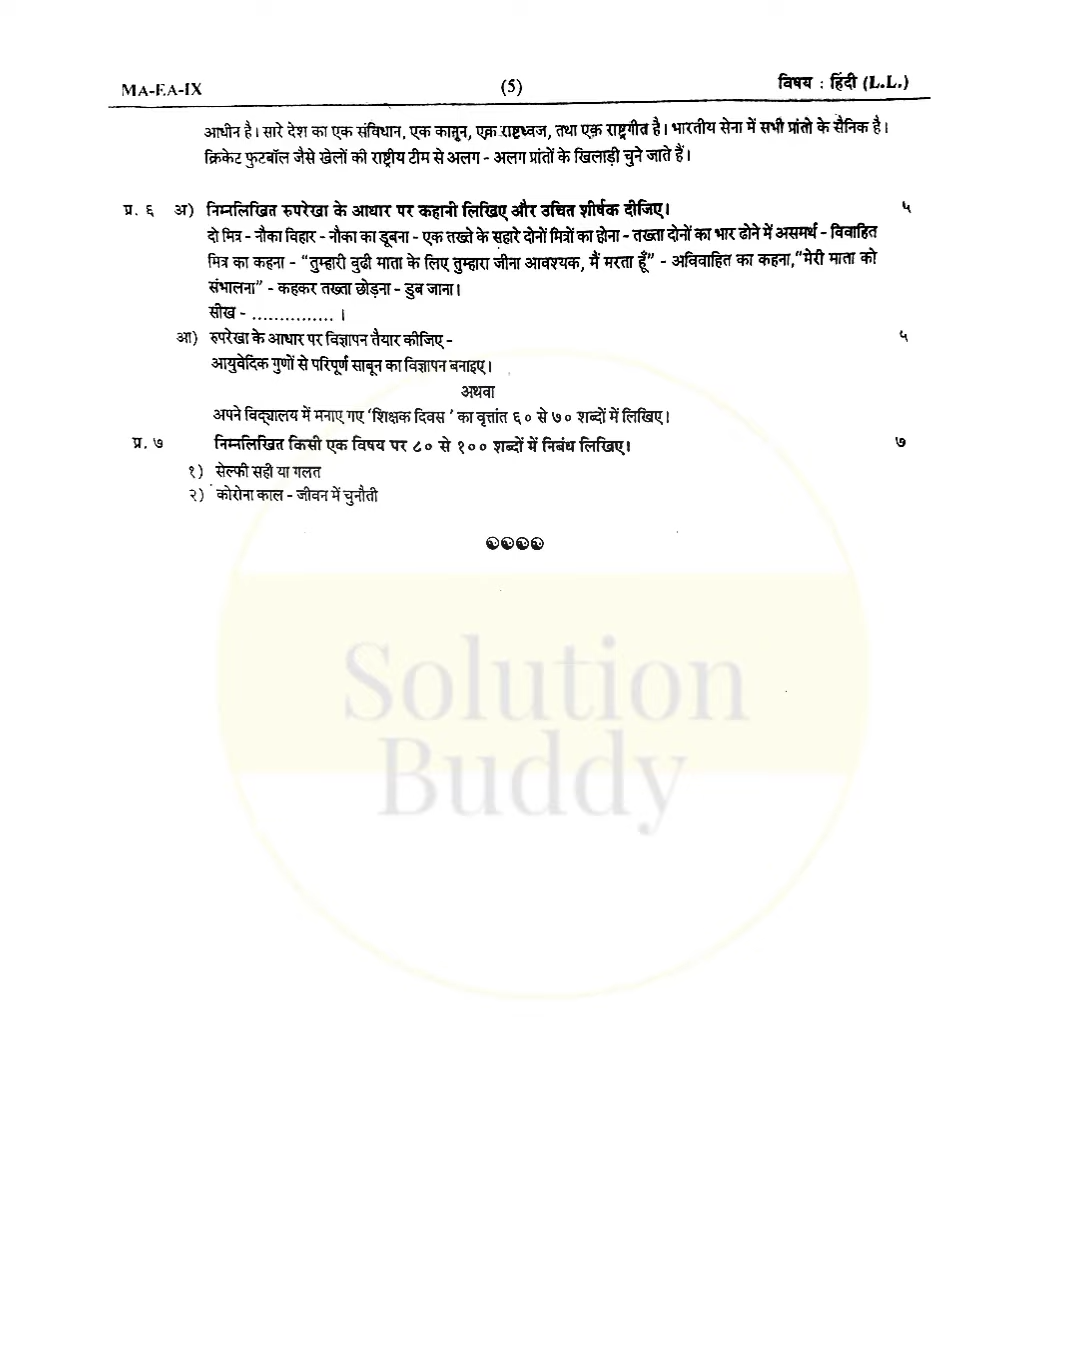 MA-EA-IX (5) विषय : हिंदी (L.L.)
आधीन है। सारे देश का एक संविधान, एक कानून, एक राष्ट्रध्वज, तथा एक राष्ट्रगीत है। भारतीय सेना में सभी प्रांतो के सैनिक है।
क्रिकेट फुटबॉल जैसे खेलों की राष्ट्रीय टीम से अलग - अलग प्रांतों के खिलाड़ी चुने जाते हैं।
प्र. ६ अ) निम्नलिखित रुपरेखा के आधार पर कहानी लिखिए और उचित शीर्षक दीजिए। ५
दो मित्र - नौका विहार - नौका का डूबना - एक तख्ते के सहारे दोनों मित्रों का होना - तख्ता दोनों का भार ढोने में असमर्थ - विवाहित
मित्र का कहना - "तुम्हारी वुढी माता के लिए तुम्हारा जीना आवश्यक, मैं मरता हूँ" - अविवाहित का कहना,"मेरी माता को
संभालना" - कहकर तख्ता छोड़ना - डुब जाना।
सीख - ............... ।
आ) रुपरेखा के आधार पर विज्ञापन तैयार कीजिए - ५
आयुवेदिक गुणों से परिपूर्ण साबून का विज्ञापन बनाइए।
अथवा
अपने विद्यालय में मनाए गए 'शिक्षक दिवस ' का वृत्तांत ६० से ७० शब्दों में लिखिए।
प्र. ७ निम्नलिखित किसी एक विषय पर ८० से १०० शब्दों में निबंध लिखिए। ७
१) सेल्फी सही या गलत
२) कोरोना काल - जीवन में चुनौती
Solution
Buddy